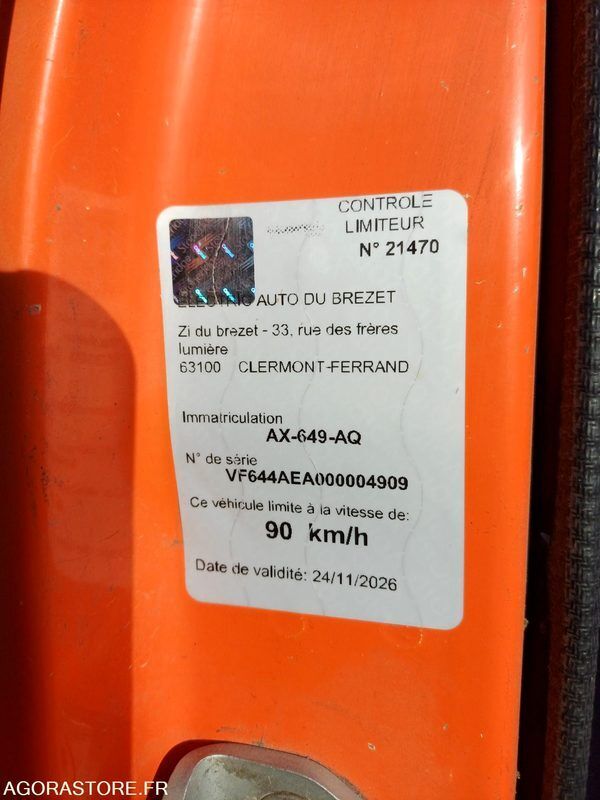 CONTROLE
LIMITEUR
N° 21470
ELECTRIC AUTO DU BREZET
Zi du brezet - 33, rue des frères
lumière
63100 CLERMONT-FERRAND
Immatriculation
AX-649-AQ
N° de série
VF644AEA000004909
Ce véhicule limite à la vitesse de:
90 km/h
Date de validité: 24/11/2026
AGORASTORE.FR